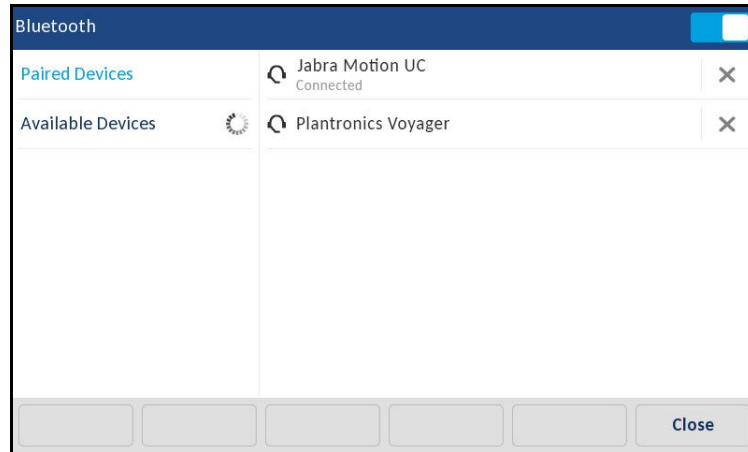 Bluetooth
Paired Devices
Jabra Motion UC
Connected
Available Devices
Plantronics Voyager
Close